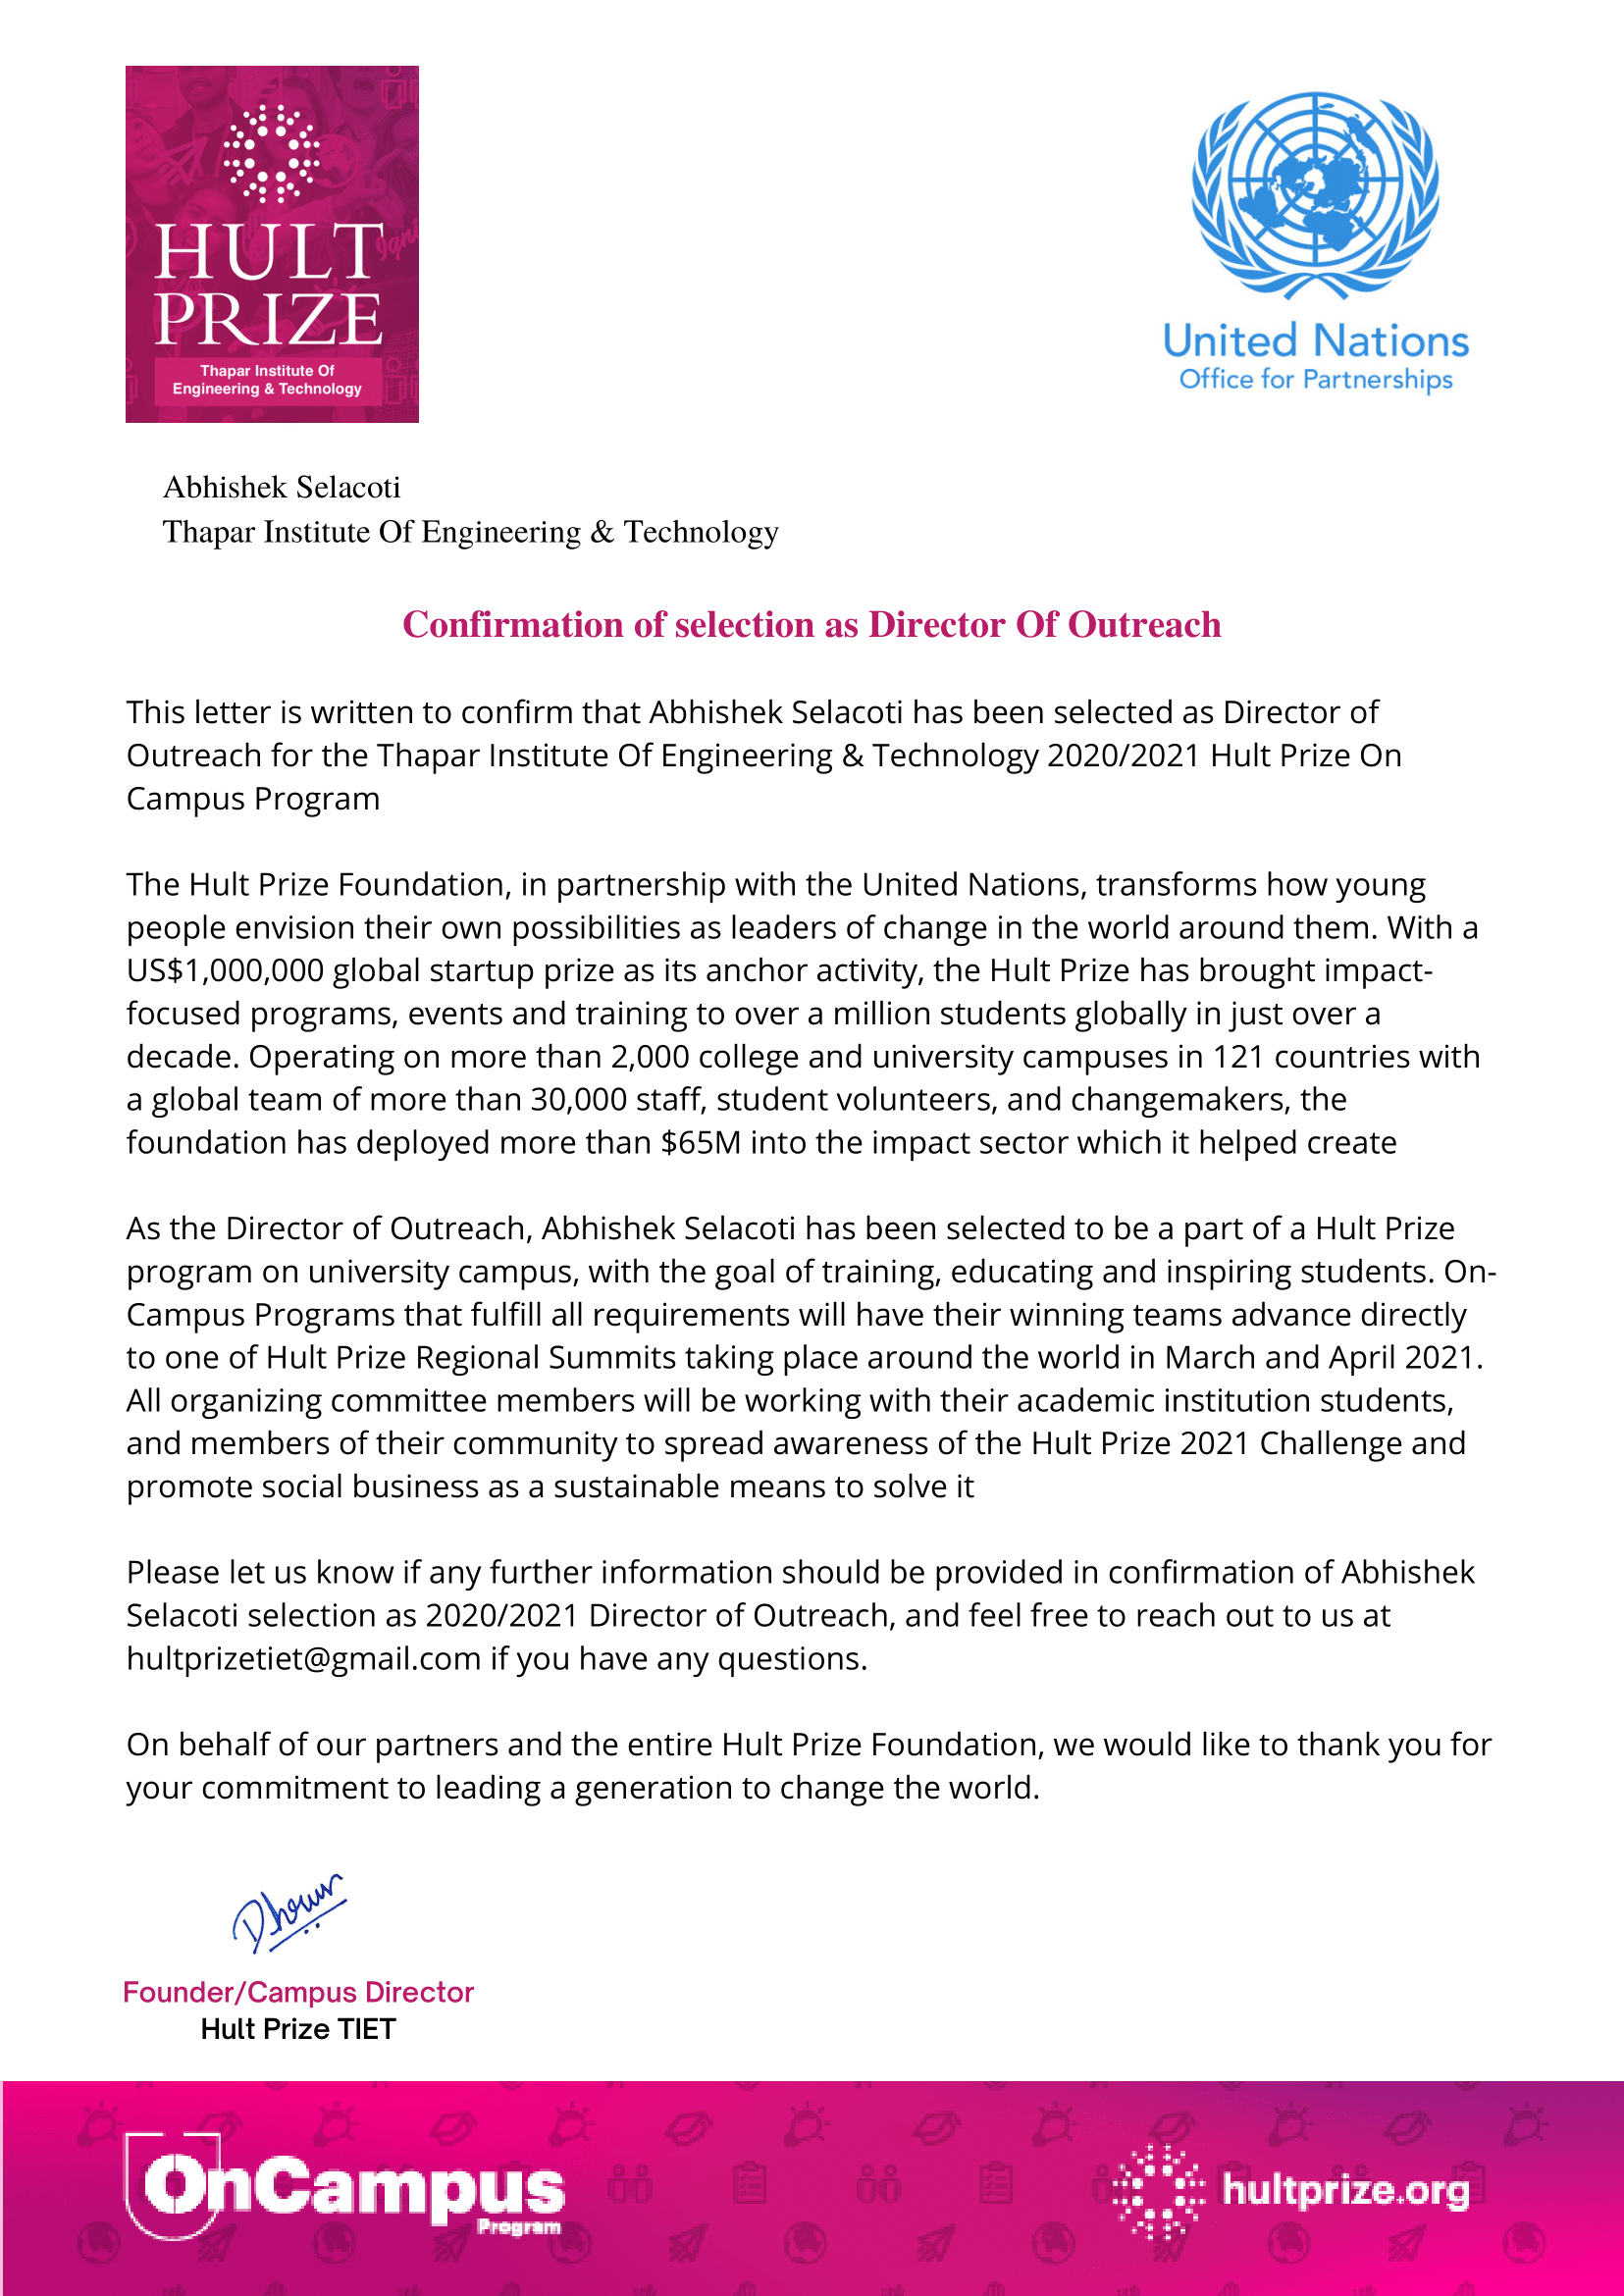 HULT
PRIZE
Thapar Institute Of
Engineering & Technology
United Nations
Office for Partnerships
Abhishek Selacoti
Thapar Institute Of Engineering & Technology
Confirmation of selection as Director Of Outreach
This letter is written to confirm that Abhishek Selacoti has been selected as Director of
Outreach for the Thapar Institute Of Engineering & Technology 2020/2021 Hult Prize On
Campus Program
The Hult Prize Foundation, in partnership with the United Nations, transforms how young
people envision their own possibilities as leaders of change in the world around them. With a
US$1,000,000 global startup prize as its anchor activity, the Hult Prize has brought impact-
focused programs, events and training to over a million students globally in just over a
decade. Operating on more than 2,000 college and university campuses in 121 countries with
a global team of more than 30,000 staff, student volunteers, and changemakers, the
foundation has deployed more than $65M into the impact sector which it helped create
As the Director of Outreach, Abhishek Selacoti has been selected to be a part of a Hult Prize
program on university campus, with the goal of training, educating and inspiring students. On-
Campus Programs that fulfill all requirements will have their winning teams advance directly
to one of Hult Prize Regional Summits taking place around the world in March and April 2021.
All organizing committee members will be working with their academic institution students,
and members of their community to spread awareness of the Hult Prize 2021 Challenge and
promote social business as a sustainable means to solve it
Please let us know if any further information should be provided in confirmation of Abhishek
Selacoti selection as 2020/2021 Director of Outreach, and feel free to reach out to us at
hultprizetiet@gmail.com if you have any questions.
On behalf of our partners and the entire Hult Prize Foundation, we would like to thank you for
your commitment to leading a generation to change the world.
Founder/Campus Director
Hult Prize TIET
OnCampus
Program
hultprize.org